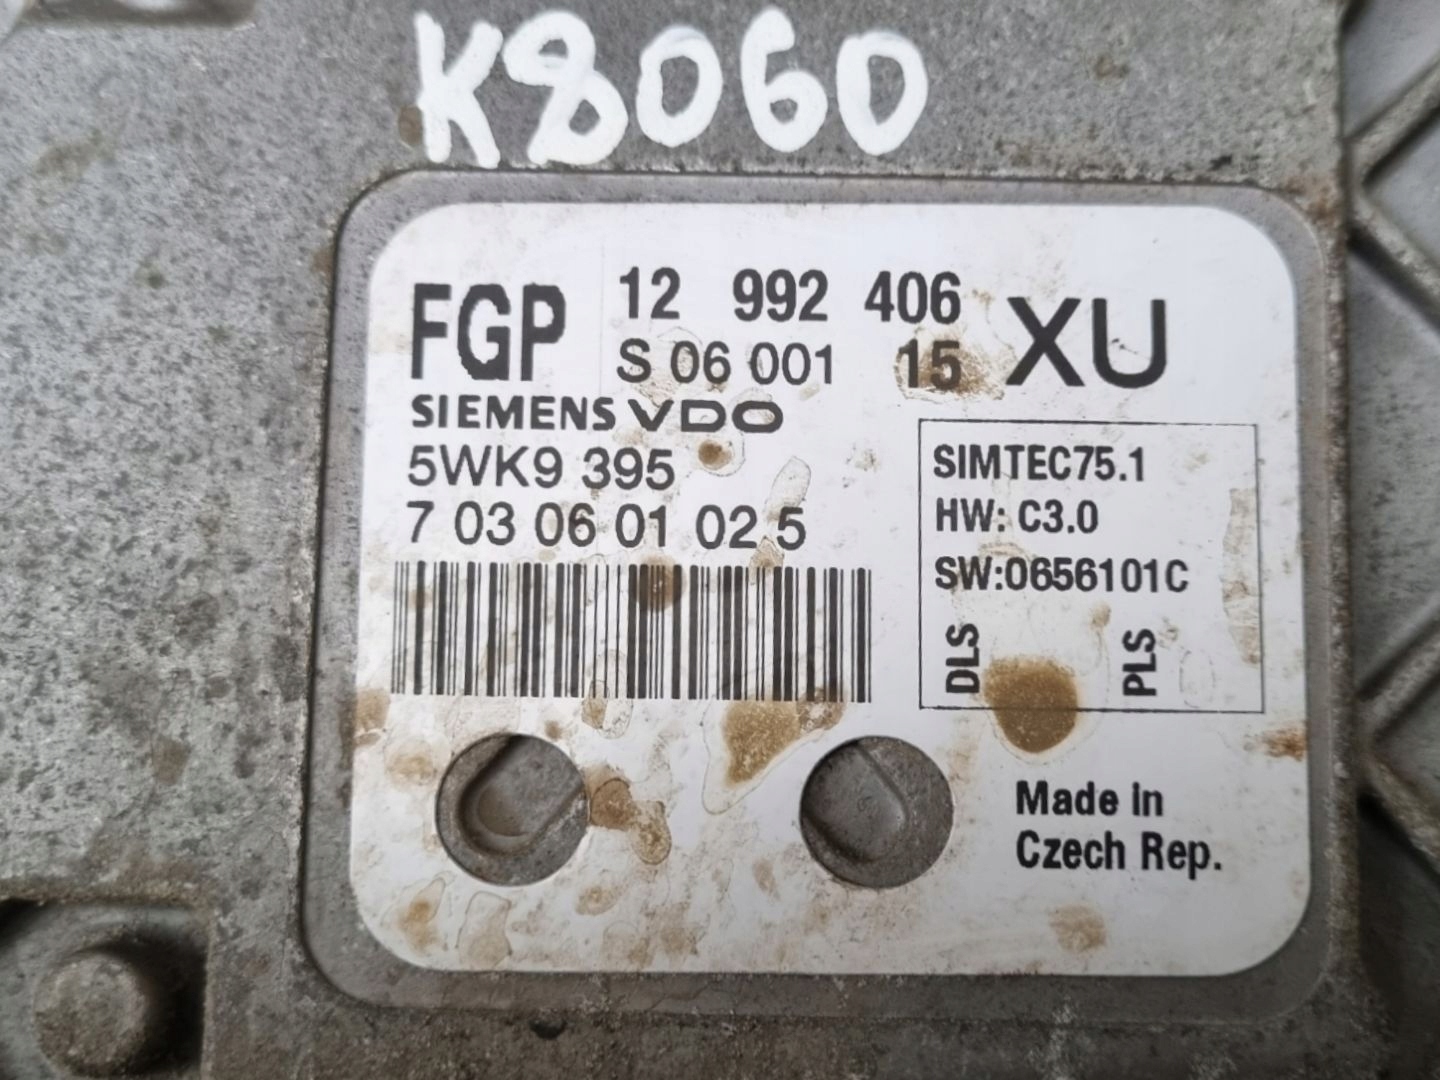 K8060
FGP 12 992 406 XU
S 06 001 15
SIEMENS VDO
5WK9 395
7 03 06 01 02 5
SIMTEC75.1
HW: C3.0
SW:0656101C
DLS PLS
Made in
Czech Rep.